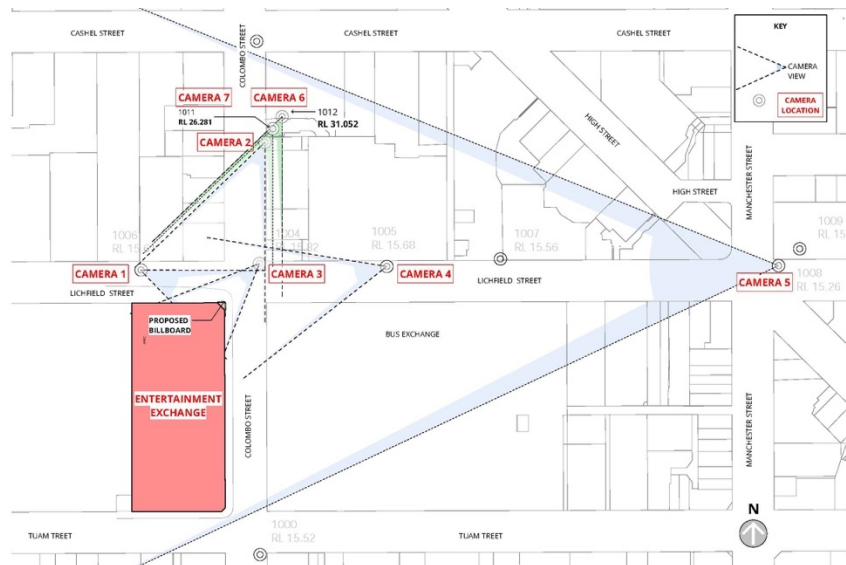 CASHEL STREET
CASHEL STREET
CASHEL STREET
KEY
CAMERA
VIEW
CAMERA
LOCATION
COLOMBO STREET
CAMERA 7
CAMERA 6
1011
RL 26.281
1012
RL 31.052
CAMERA 2
HIGH STREET
HIGH STREET
MANCHESTER STREET
1006
1004
1005
RL 15.68
1007
RL 15.56
1009
RL 15
CAMERA 1
CAMERA 3
CAMERA 4
CAMERA 5
1008
RL 15.26
LICHFIELD STREET
LICHFIELD STREET
PROPOSED
BILLBOARD
BUS EXCHANGE
ENTERTAINMENT
EXCHANGE
COLOMBO STREET
MANCHESTER STREET
N
1000
RL 15.52
TUAM TREET
TUAM TREET